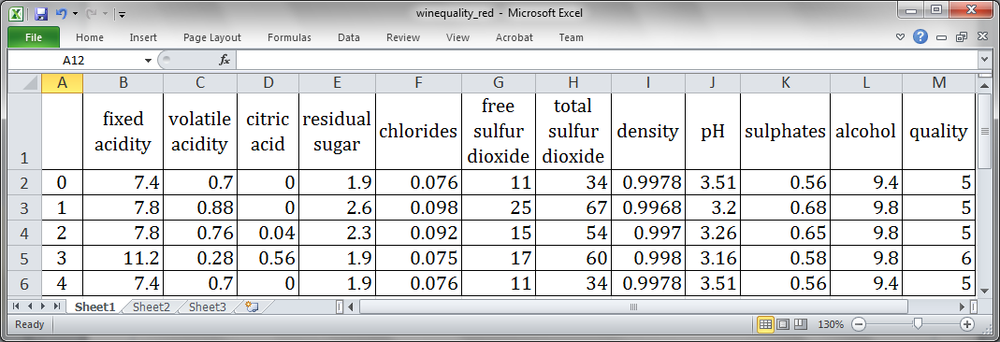 winequality_red - Microsoft Excel
File Home Insert Page Layout Formulas Data Review View Acrobat Team
A12 fx
A B C D E F G H I J K L M
1 fixed acidity volatile acidity citric acid residual sugar chlorides free sulfur dioxide total sulfur dioxide density pH sulphates alcohol quality
2 0 7.4 0.7 0 1.9 0.076 11 34 0.9978 3.51 0.56 9.4 5
3 1 7.8 0.88 0 2.6 0.098 25 67 0.9968 3.2 0.68 9.8 5
4 2 7.8 0.76 0.04 2.3 0.092 15 54 0.997 3.26 0.65 9.8 5
5 3 11.2 0.28 0.56 1.9 0.075 17 60 0.998 3.16 0.58 9.8 6
6 4 7.4 0.7 0 1.9 0.076 11 34 0.9978 3.51 0.56 9.4 5
Sheet1 Sheet2 Sheet3
Ready 130%